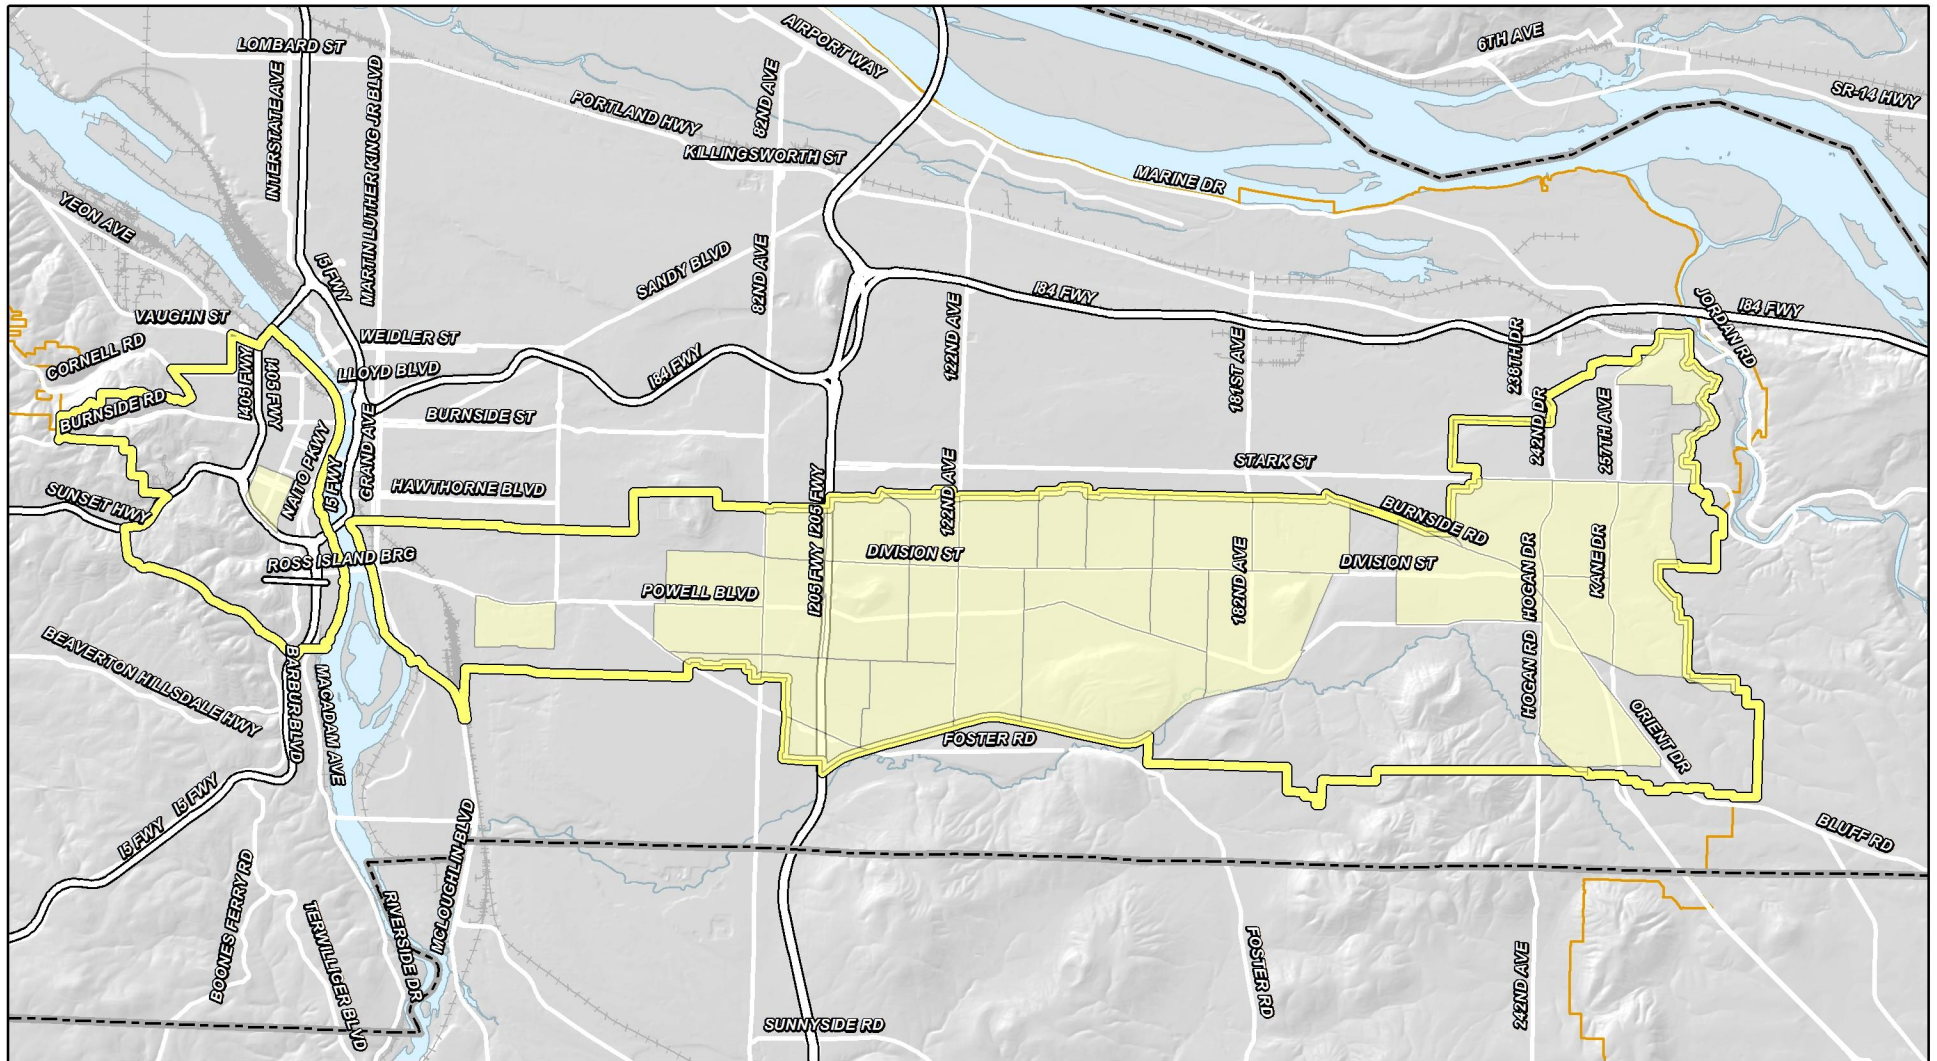 LOMBARD ST
INTERSTATE AVE
MARTIN LUTHER KING JR BLVD
AIRPORT WAY
82ND AVE
PORTLAND HWY
KILLINGSWORTH ST
6TH AVE
SR-14 HWY
MARINE DR
YEON AVE
I5 FWY
SANDY BLVD
82ND AVE
I84 FWY
122ND AVE
181ST AVE
238TH DR
JORDAN RD
I84 FWY
VAUGHN ST
CORNELL RD
WEIDLER ST
LLOYD BLVD
I84 FWY
I405 FWY
I405 FWY
BURNSIDE RD
BURNSIDE ST
GRAND AVE
NAITO PKWY
I5 FWY
HAWTHORNE BLVD
SUNSET HWY
STARK ST
242ND DR
257TH AVE
I205 FWY
I205 FWY
122ND AVE
BURNSIDE RD
DIVISION ST
DIVISION ST
ROSS ISLAND BRG
POWELL BLVD
182ND AVE
HOGAN DR
HOGAN DR
KANE DR
BEAVERTON HILLSDALE HWY
BARBUR BLVD
MACADAM AVE
HOGAN RD
ORIENT DR
FOSTER RD
I5 FWY
I5 FWY
MCLOUGHLIN BLVD
BLUFF RD
BOONES FERRY RD
TERWILLIGER BLVD
RIVERSIDE DR
FOSTER RD
242ND AVE
SUNNYSIDE RD